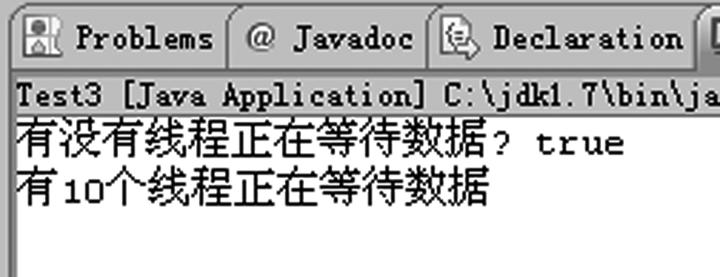 Problems @ Javadoc Declaration
Test3 [Java Application] C:\jdk1.7\bin\ja
有没有线程正在等待数据? true
有10个线程正在等待数据